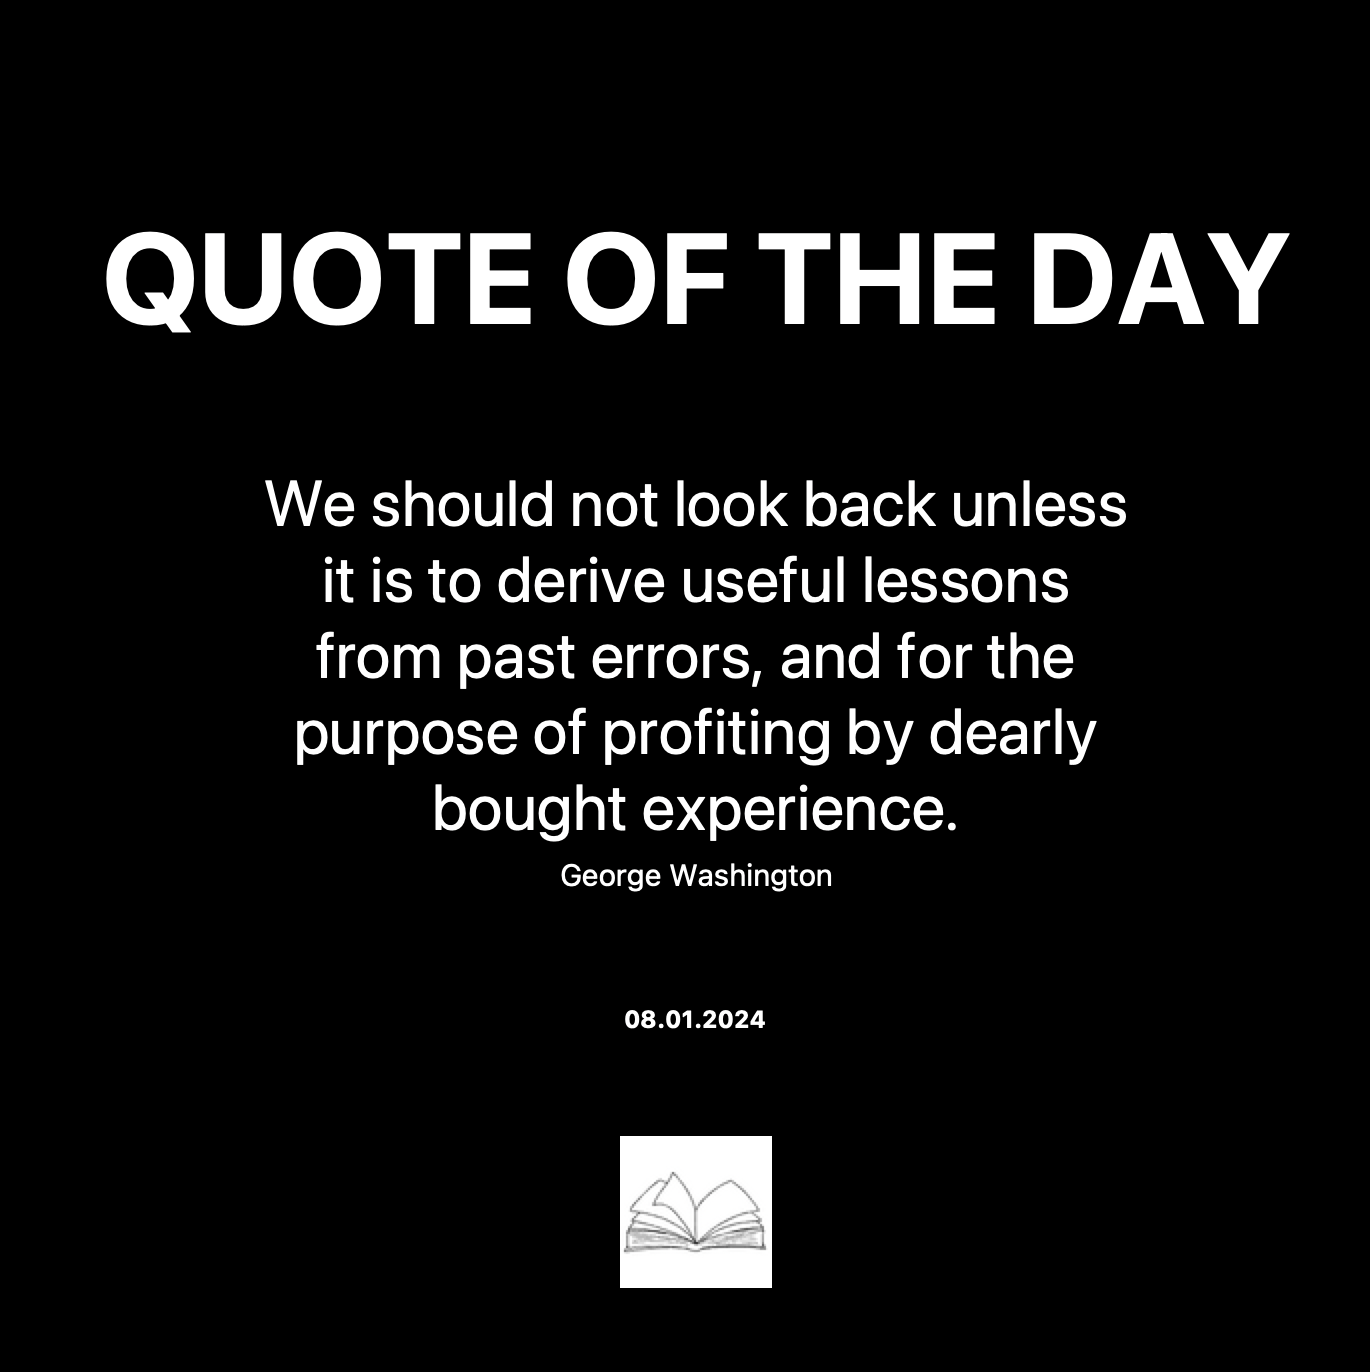 QUOTE OF THE DAY
We should not look back unless
it is to derive useful lessons
from past errors, and for the
purpose of profiting by dearly
bought experience.
George Washington
08.01.2024